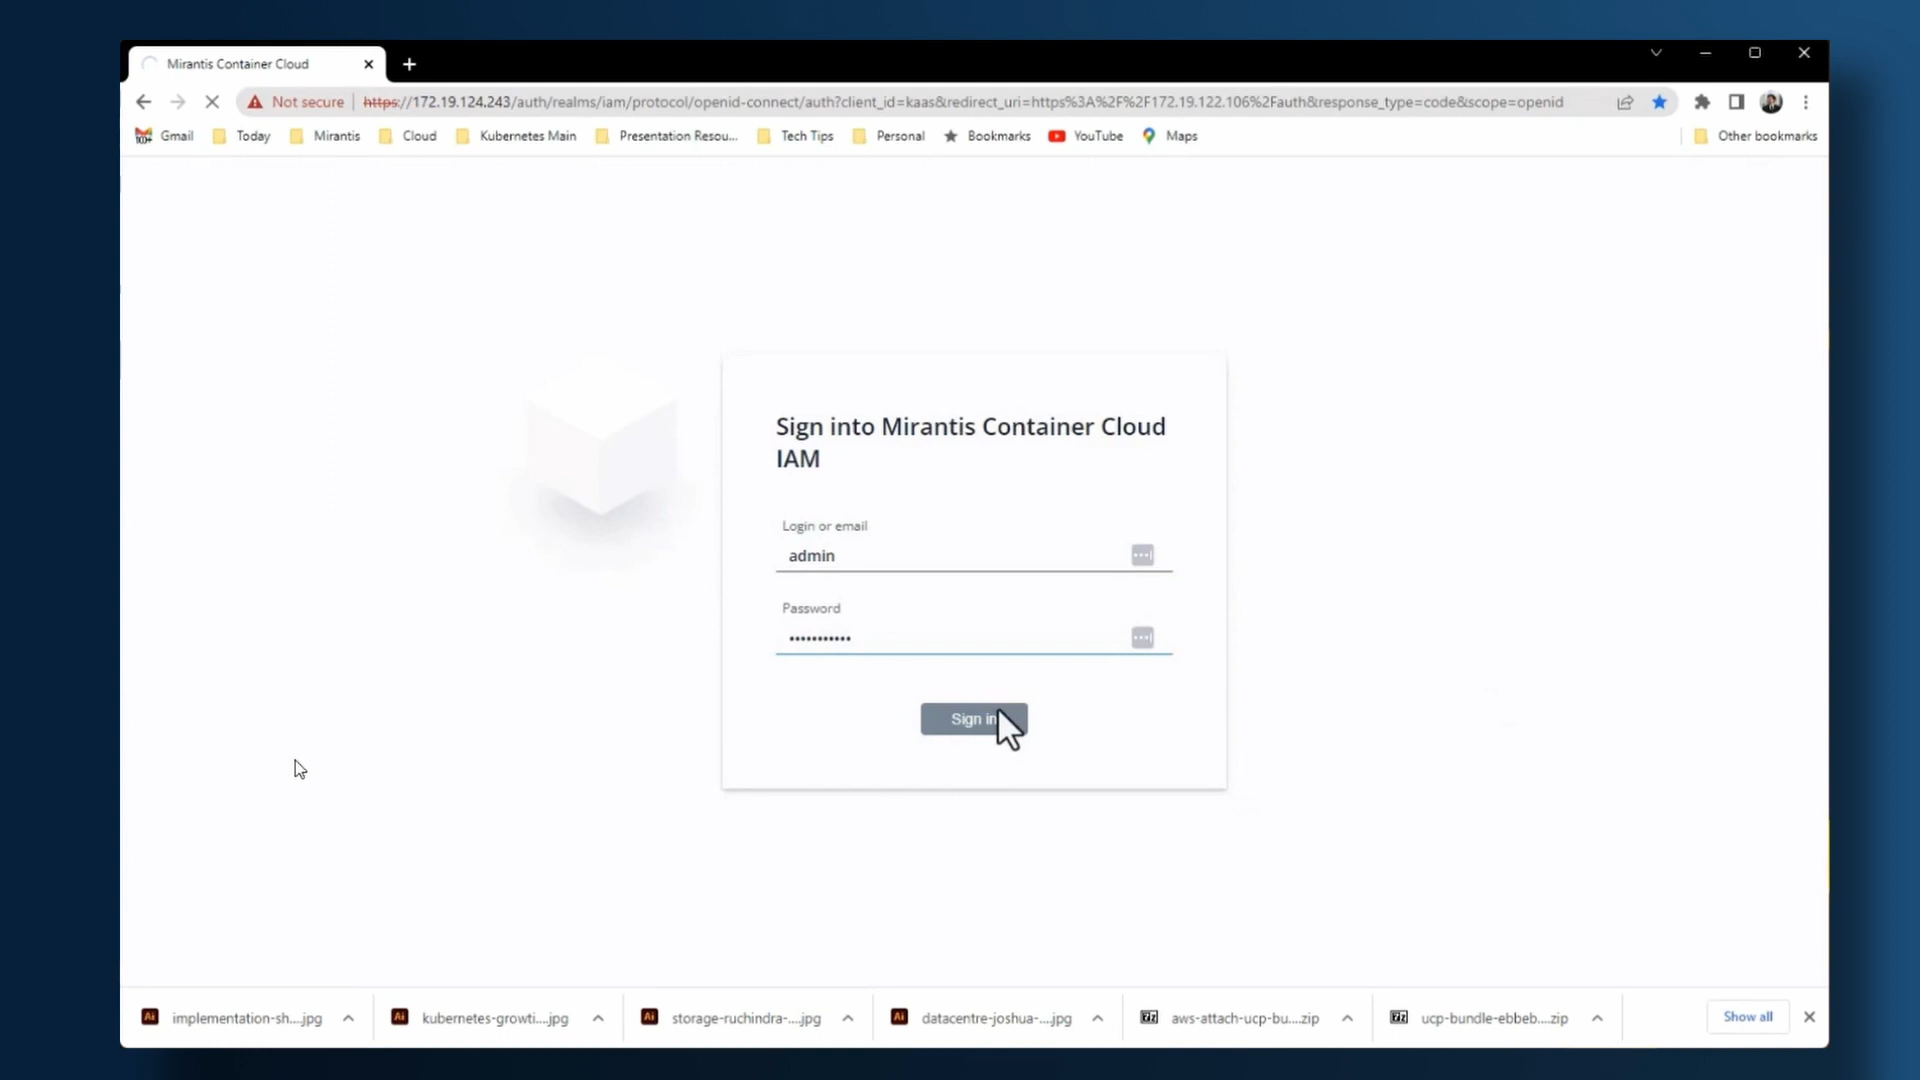 Mirantis Container Cloud
Not secure https://172.19.124.243/auth/realms/iam/protocol/openid-connect/auth?client_id=kaas&redirect_uri=https%3A%2F%2F172.19.122.106%2Fauth&response_type=code&scope=openid
Gmail Today Mirantis Cloud Kubernetes Main Presentation Resou... Tech Tips Personal Bookmarks YouTube Maps Other bookmarks
Sign into Mirantis Container Cloud
IAM
Login or email
admin
Password
•••••••••••
Sign in
implementation-sh....jpg kubernetes-growti....jpg storage-ruchindra-....jpg datacentre-joshua-....jpg aws-attach-ucp-bu....zip ucp-bundle-ebbeb....zip Show all